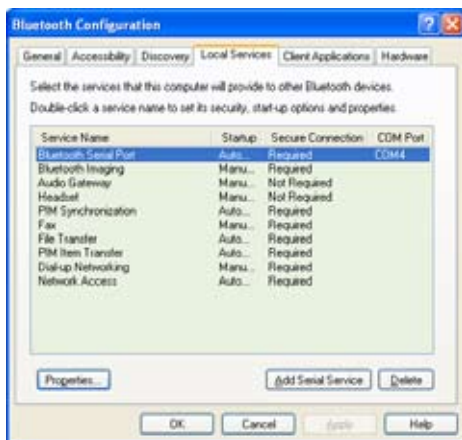 Bluetooth Configuration
General Accessibility Discovery Local Services Client Applications Hardware
Select the services that this computer will provide to other Bluetooth devices.
Double-click a service name to set its security, start-up options and properties.
Service Name Startup Secure Connection COM Port
Bluetooth Serial Port Auto... Required COM4
Bluetooth Imaging Manu... Required
Audio Gateway Manu... Not Required
Headset Manu... Not Required
PIM Synchronization Auto... Required
Fax Manu... Required
File Transfer Auto... Required
PIM Item Transfer Auto... Required
Dial-up Networking Manu... Required
Network Access Auto... Required
Properties... Add Serial Service Delete
OK Cancel Apply Help